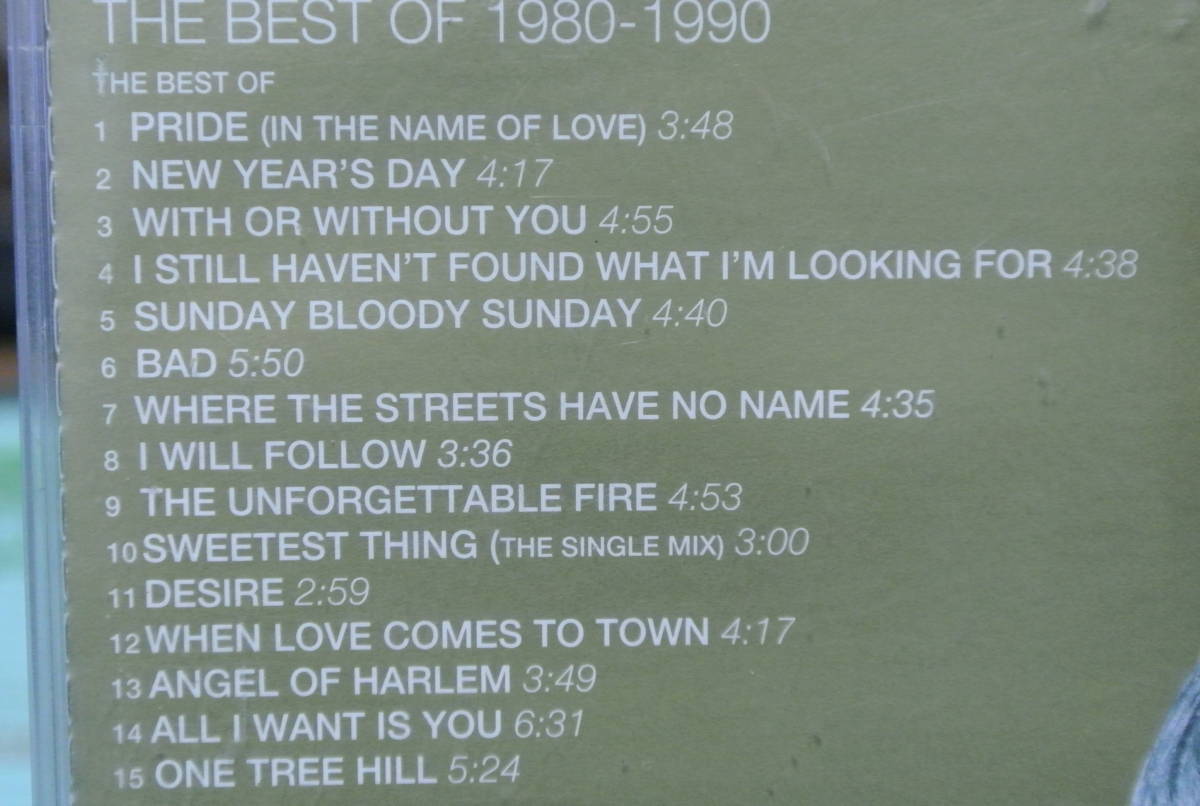 THE BEST OF 1980-1990
THE BEST OF
1 PRIDE (IN THE NAME OF LOVE) 3:48
2 NEW YEAR'S DAY 4:17
3 WITH OR WITHOUT YOU 4:55
4 I STILL HAVEN'T FOUND WHAT I'M LOOKING FOR 4:38
5 SUNDAY BLOODY SUNDAY 4:40
6 BAD 5:50
7 WHERE THE STREETS HAVE NO NAME 4:35
8 I WILL FOLLOW 3:36
9 THE UNFORGETTABLE FIRE 4:53
10 SWEETEST THING (THE SINGLE MIX) 3:00
11 DESIRE 2:59
12 WHEN LOVE COMES TO TOWN 4:17
13 ANGEL OF HARLEM 3:49
14 ALL I WANT IS YOU 6:31
15 ONE TREE HILL 5:24